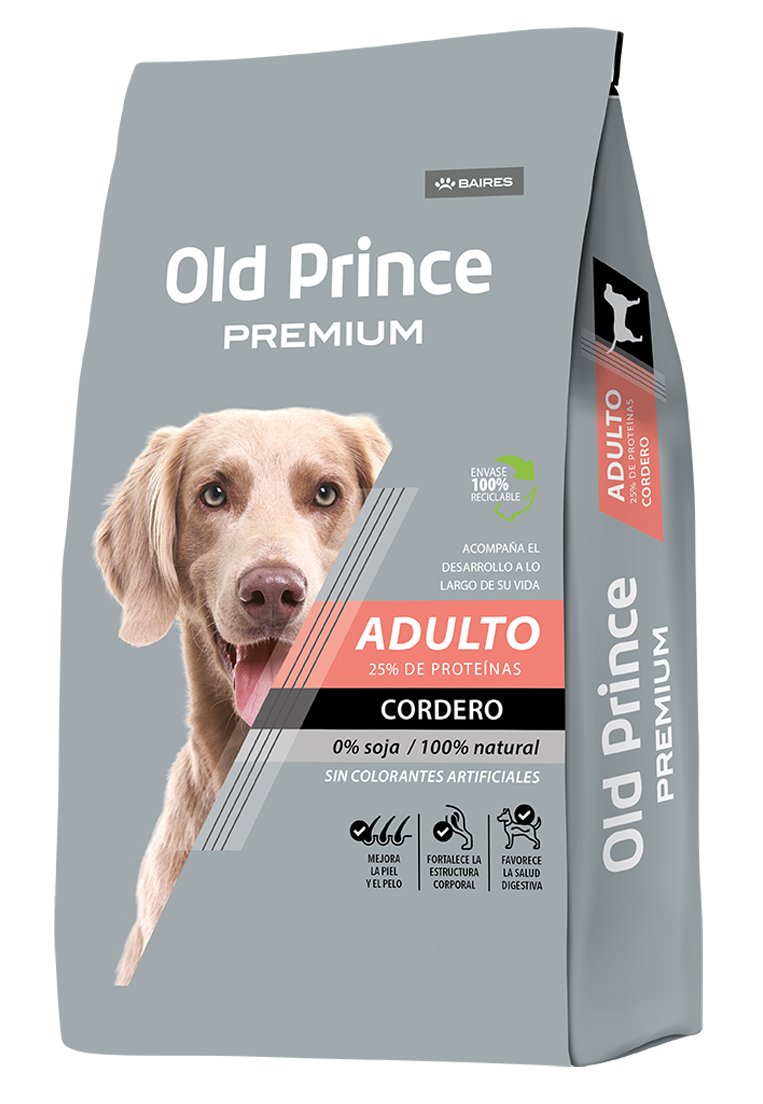 BAIRES
Old Prince
PREMIUM
ENVASE
100%
RECICLABLE
ACOMPAÑA EL
DESARROLLO A LO
LARGO DE SU VIDA
ADULTO
25% DE PROTEÍNAS
CORDERO
0% soja / 100% natural
SIN COLORANTES ARTIFICIALES
MEJORA
LA PIEL
Y EL PELO
FORTALECE LA
ESTRUCTURA
CORPORAL
FAVORECE
LA SALUD
DIGESTIVA
ADULTO
25% DE PROTEÍNAS
CORDERO
Old Prince
PREMIUM